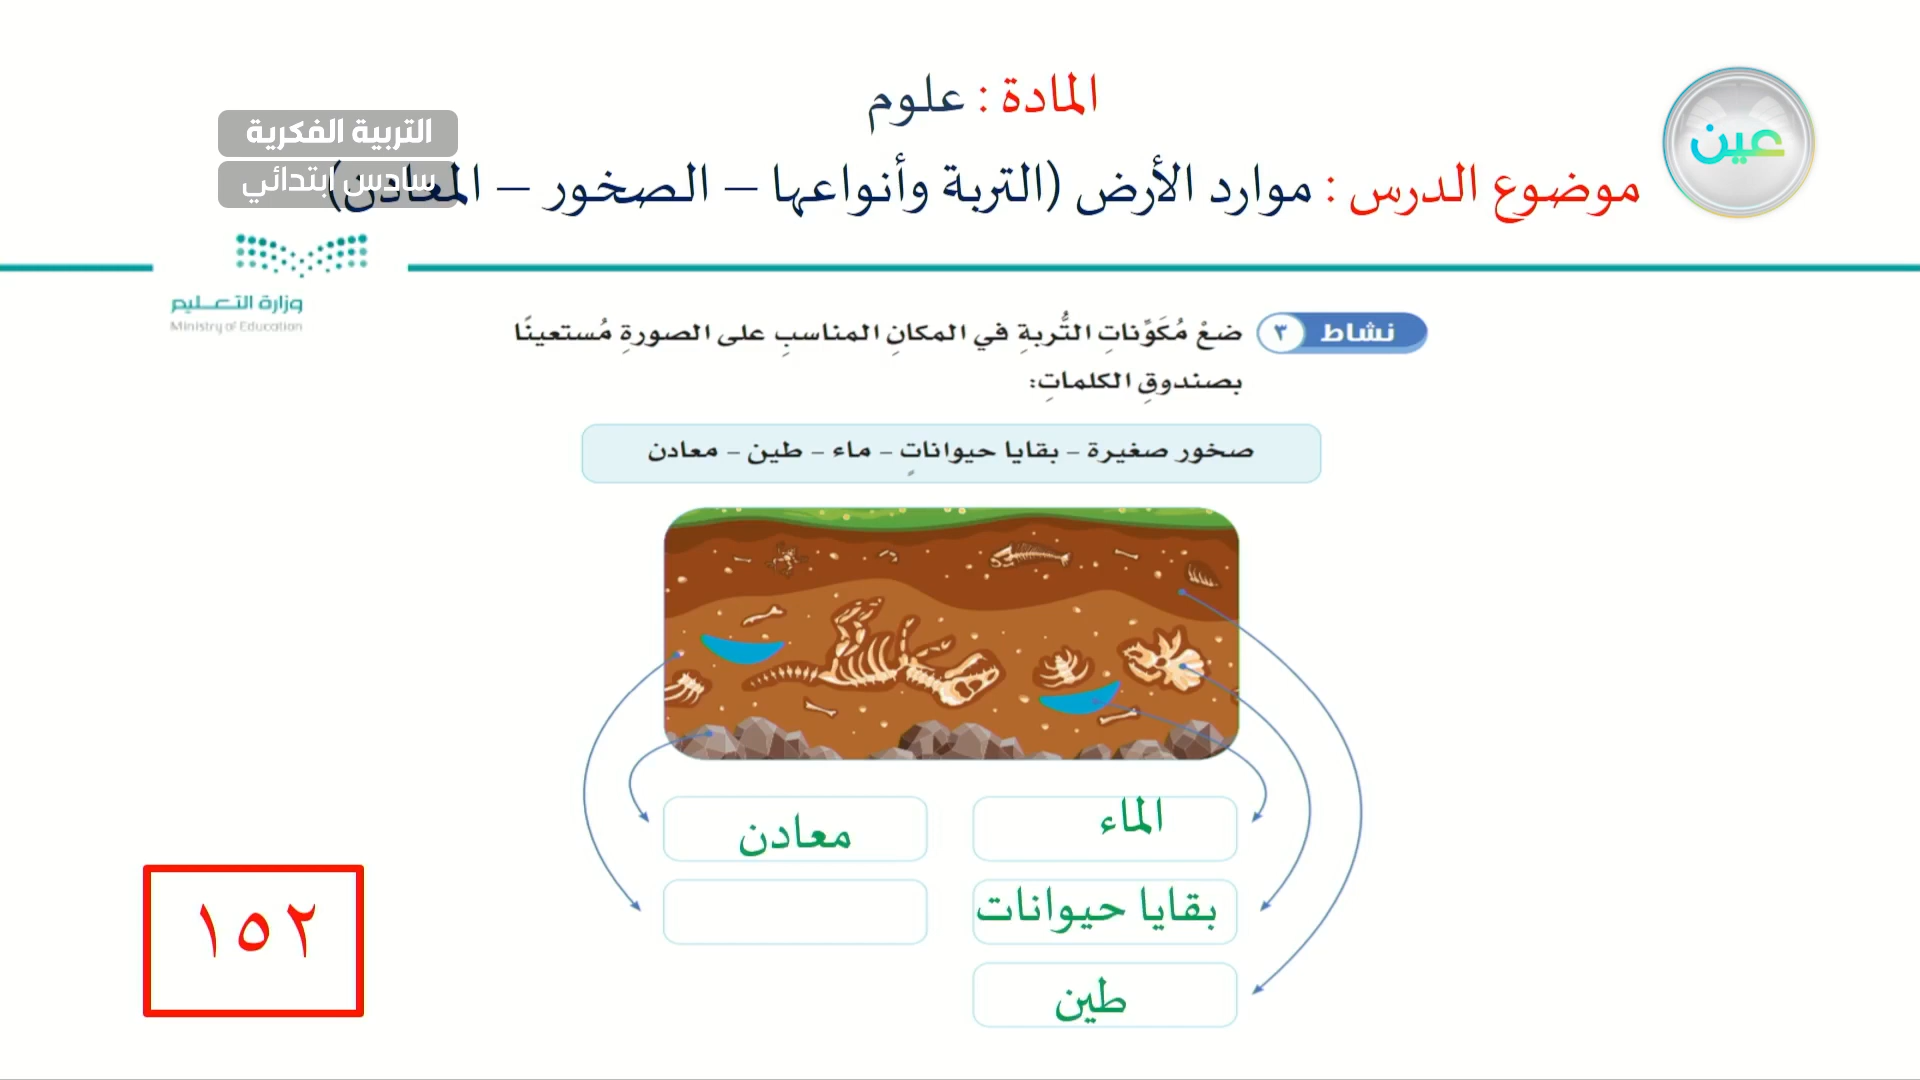 المادة : علوم
عين
التربية الفكرية
موضوع الدرس : موارد الأرض (التربة وأنواعها – الصخور – المعادن)
سادس ابتدائي
وزارة التعليم
Ministry of Education
نشاط ٣ ضعْ مُكَوِّناتِ التُّربةِ في المكانِ المناسبِ على الصورةِ مُستعينًا
بصندوقِ الكلماتِ:
صخور صغيرة – بقايا حيواناتٍ – ماء – طين – معادن
الماء
معادن
بقايا حيوانات
طين
١٥٢